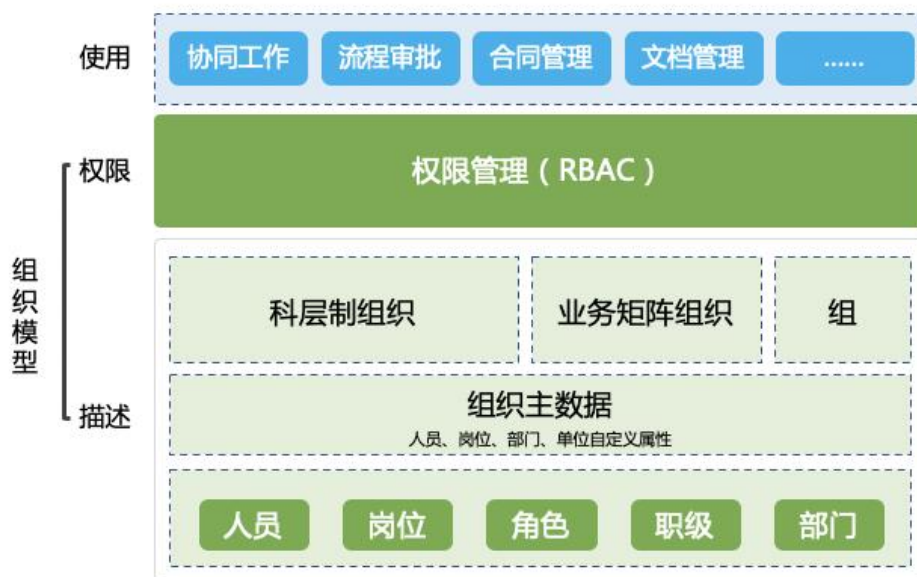 使用
协同工作
流程审批
合同管理
文档管理
......
权限
权限管理（RBAC）
组织模型
科层制组织
业务矩阵组织
组
描述
组织主数据
人员、岗位、部门、单位自定义属性
人员
岗位
角色
职级
部门